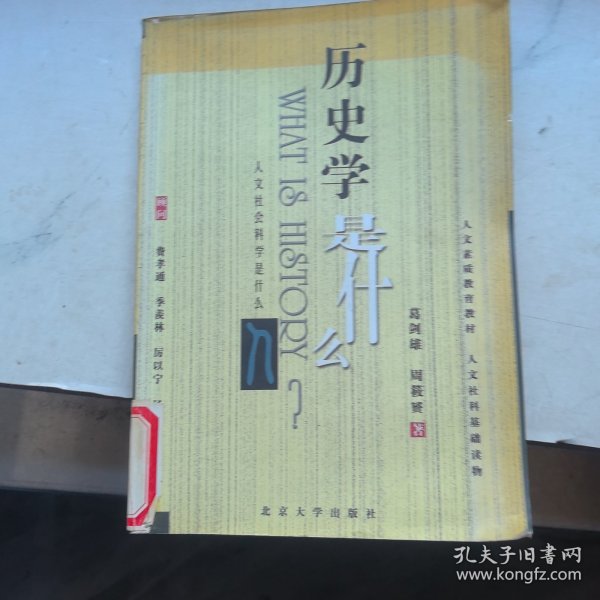 历史学
是什么
WHAT IS HISTORY?
人文社会科学是什么
人文素质教育教材 人文社科基础读物
葛剑雄 周筱赟 著
顾问
费孝通 季羡林 厉以宁
北京大学出版社
孔夫子旧书网
www.kongfz.com